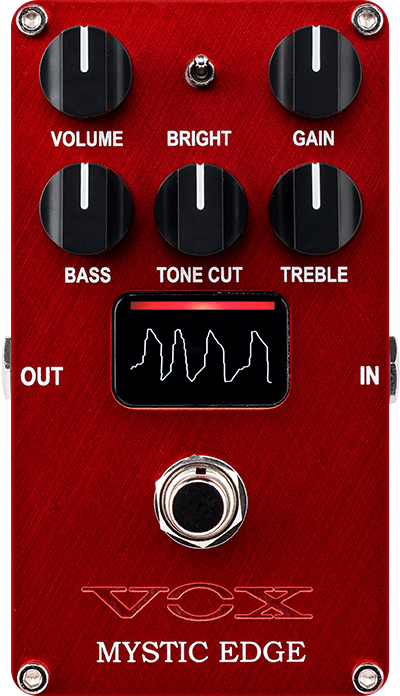 VOLUME BRIGHT GAIN
BASS TONE CUT TREBLE
OUT IN
VOX
MYSTIC EDGE